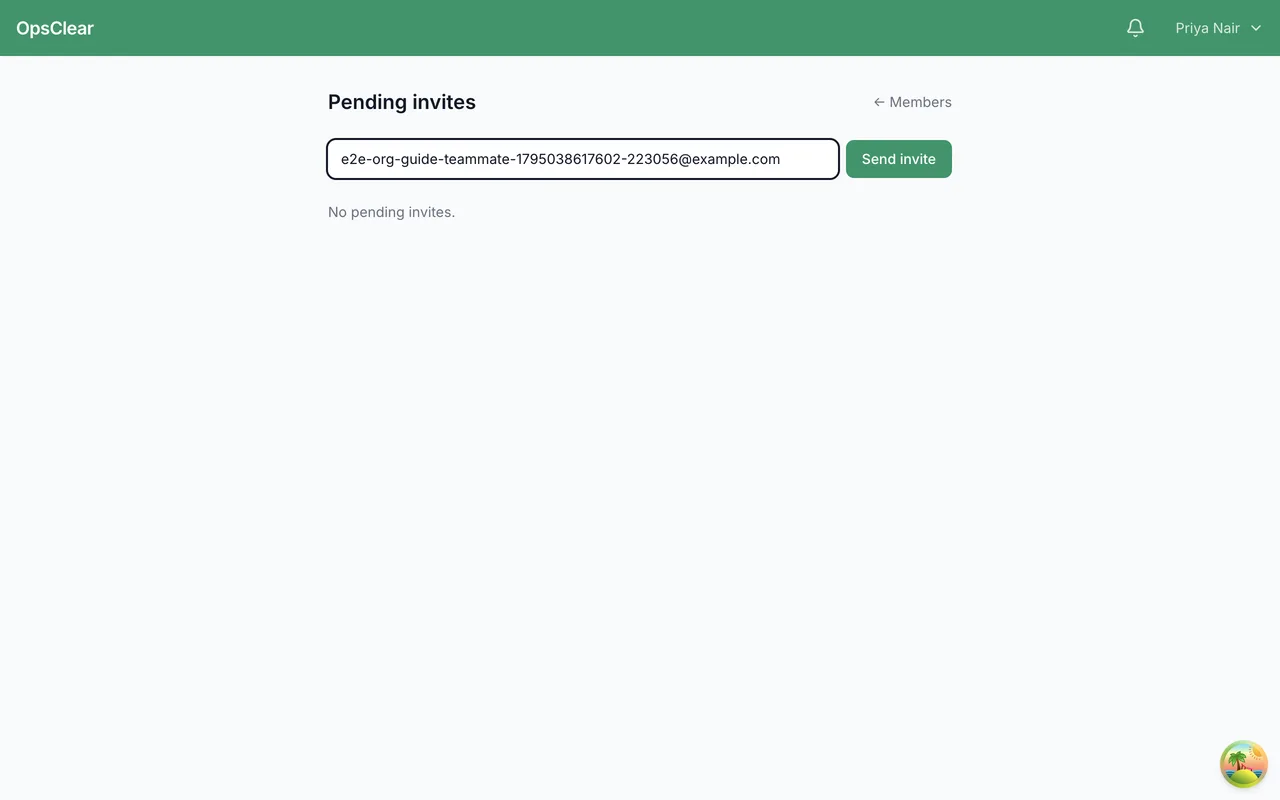 OpsClear
Priya Nair
Pending invites
← Members
e2e-org-guide-teammate-1795038617602-223056@example.com
Send invite
No pending invites.